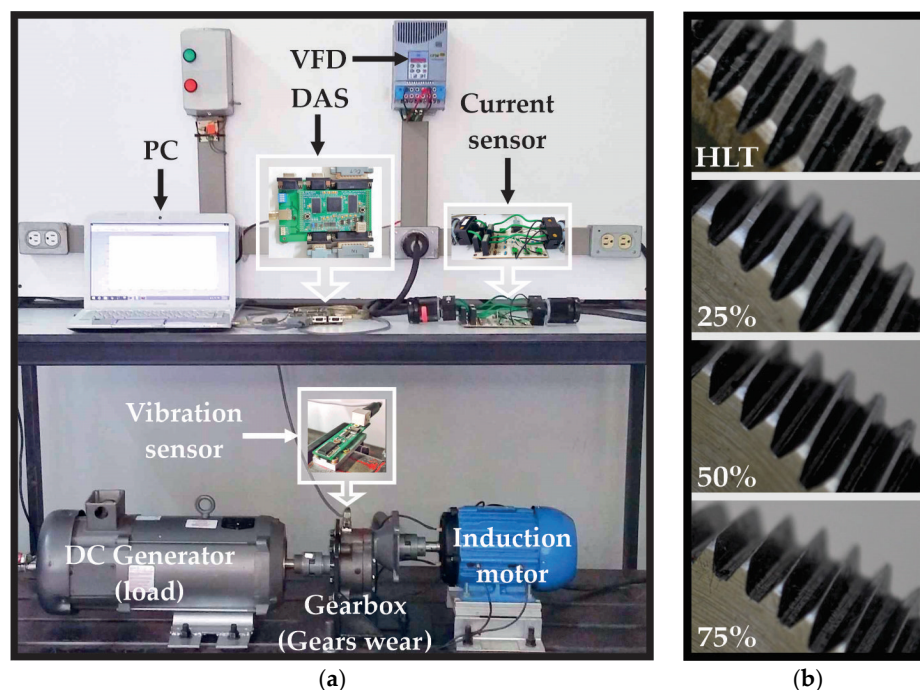 VFD
DAS
Current
sensor
PC
Vibration
sensor
DC Generator
(load)
Induction
motor
Gearbox
(Gears wear)
(a)
HLT
25%
50%
75%
(b)